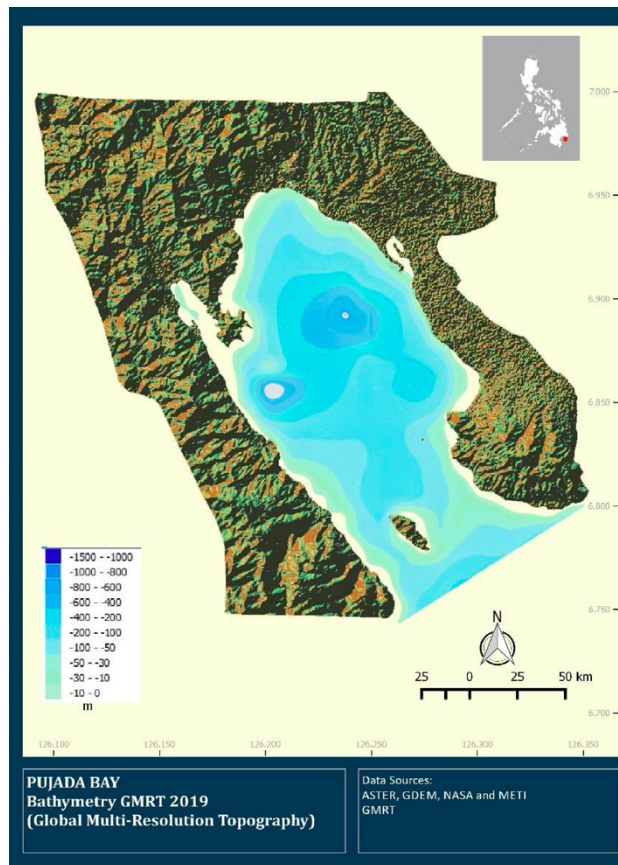 7.000
6.950
6.900
6.850
6.800
6.750
6.700
-1500 - -1000
-1000 - -800
-800 - -600
-600 - -400
-400 - -200
-200 - -100
-100 - -50
-50 - -30
-30 - -10
-10 - 0
m
N
25 0 25 50 km
126.100 126.150 126.200 126.250 126.300 126.350
PUJADA BAY
Bathymetry GMRT 2019
(Global Multi-Resolution Topography)
Data Sources:
ASTER, GDEM, NASA and METI
GMRT